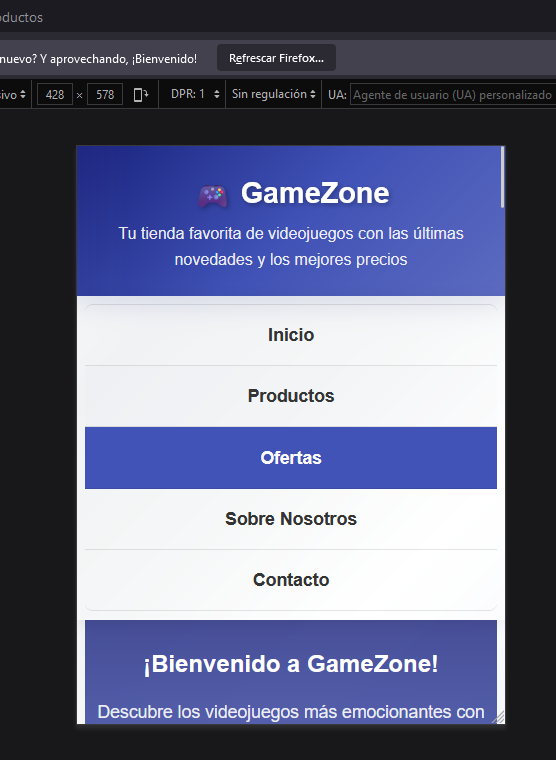 oductos
nuevo? Y aprovechando, ¡Bienvenido! Refrescar Firefox...
428 × 578 DPR: 1 Sin regulación UA: Agente de usuario (UA) personalizado
GameZone
Tu tienda favorita de videojuegos con las últimas
novedades y los mejores precios
Inicio
Productos
Ofertas
Sobre Nosotros
Contacto
¡Bienvenido a GameZone!
Descubre los videojuegos más emocionantes con